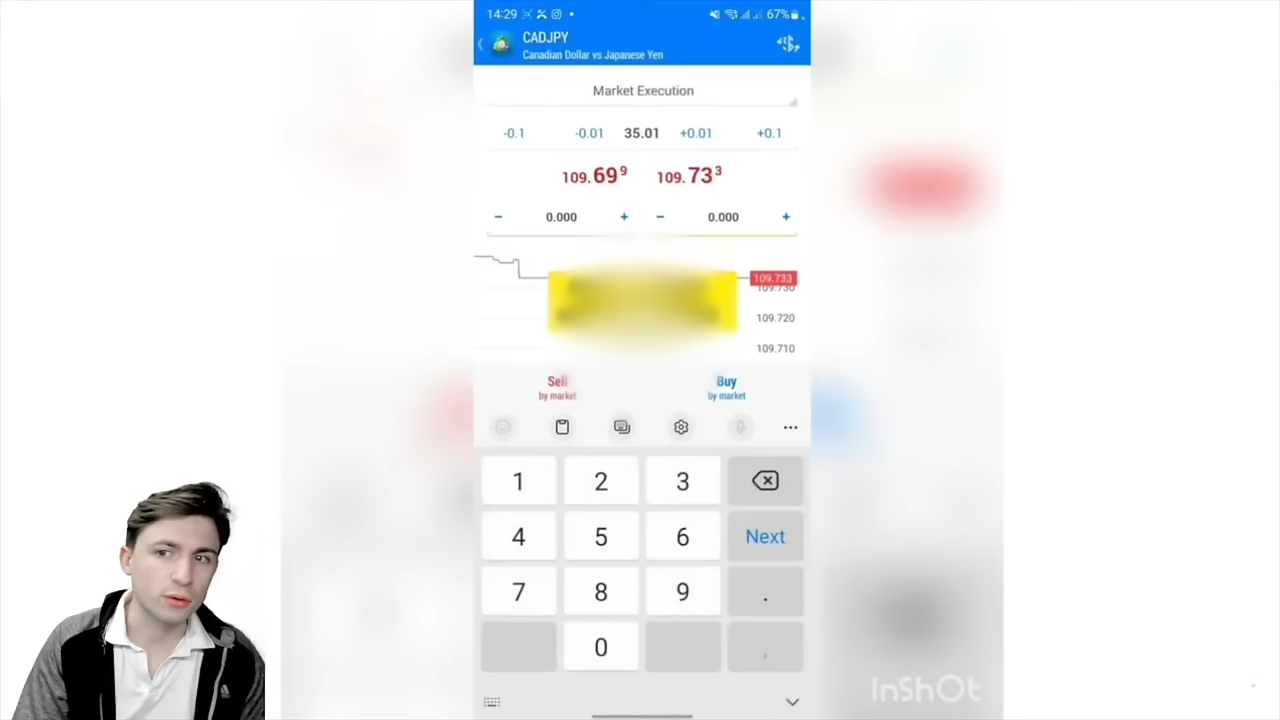 14:29 67%
CADJPY
Canadian Dollar vs Japanese Yen
Market Execution
-0.1 -0.01 35.01 +0.01 +0.1
109.699 109.733
- 0.000 + - 0.000 +
109.733
109.730
109.720
109.710
Sell Buy
by market by market
1 2 3
4 5 6 Next
7 8 9 .
0 ,
InShOt